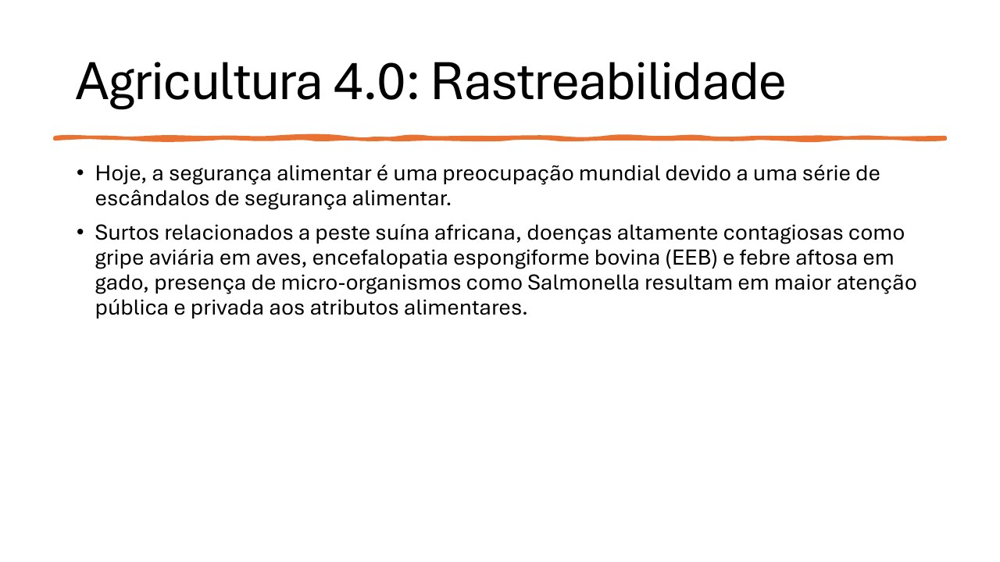 Agricultura 4.0: Rastreabilidade
• Hoje, a segurança alimentar é uma preocupação mundial devido a uma série de
escândalos de segurança alimentar.
• Surtos relacionados a peste suína africana, doenças altamente contagiosas como
gripe aviária em aves, encefalopatia espongiforme bovina (EEB) e febre aftosa em
gado, presença de micro-organismos como Salmonella resultam em maior atenção
pública e privada aos atributos alimentares.